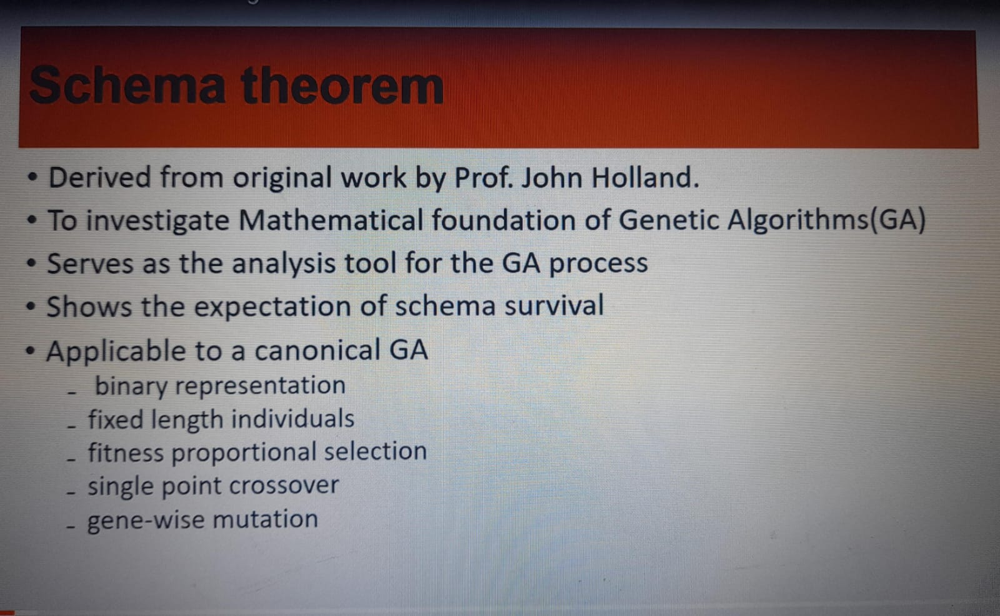 Schema theorem
• Derived from original work by Prof. John Holland.
• To investigate Mathematical foundation of Genetic Algorithms(GA)
• Serves as the analysis tool for the GA process
• Shows the expectation of schema survival
• Applicable to a canonical GA
– binary representation
– fixed length individuals
– fitness proportional selection
– single point crossover
– gene-wise mutation